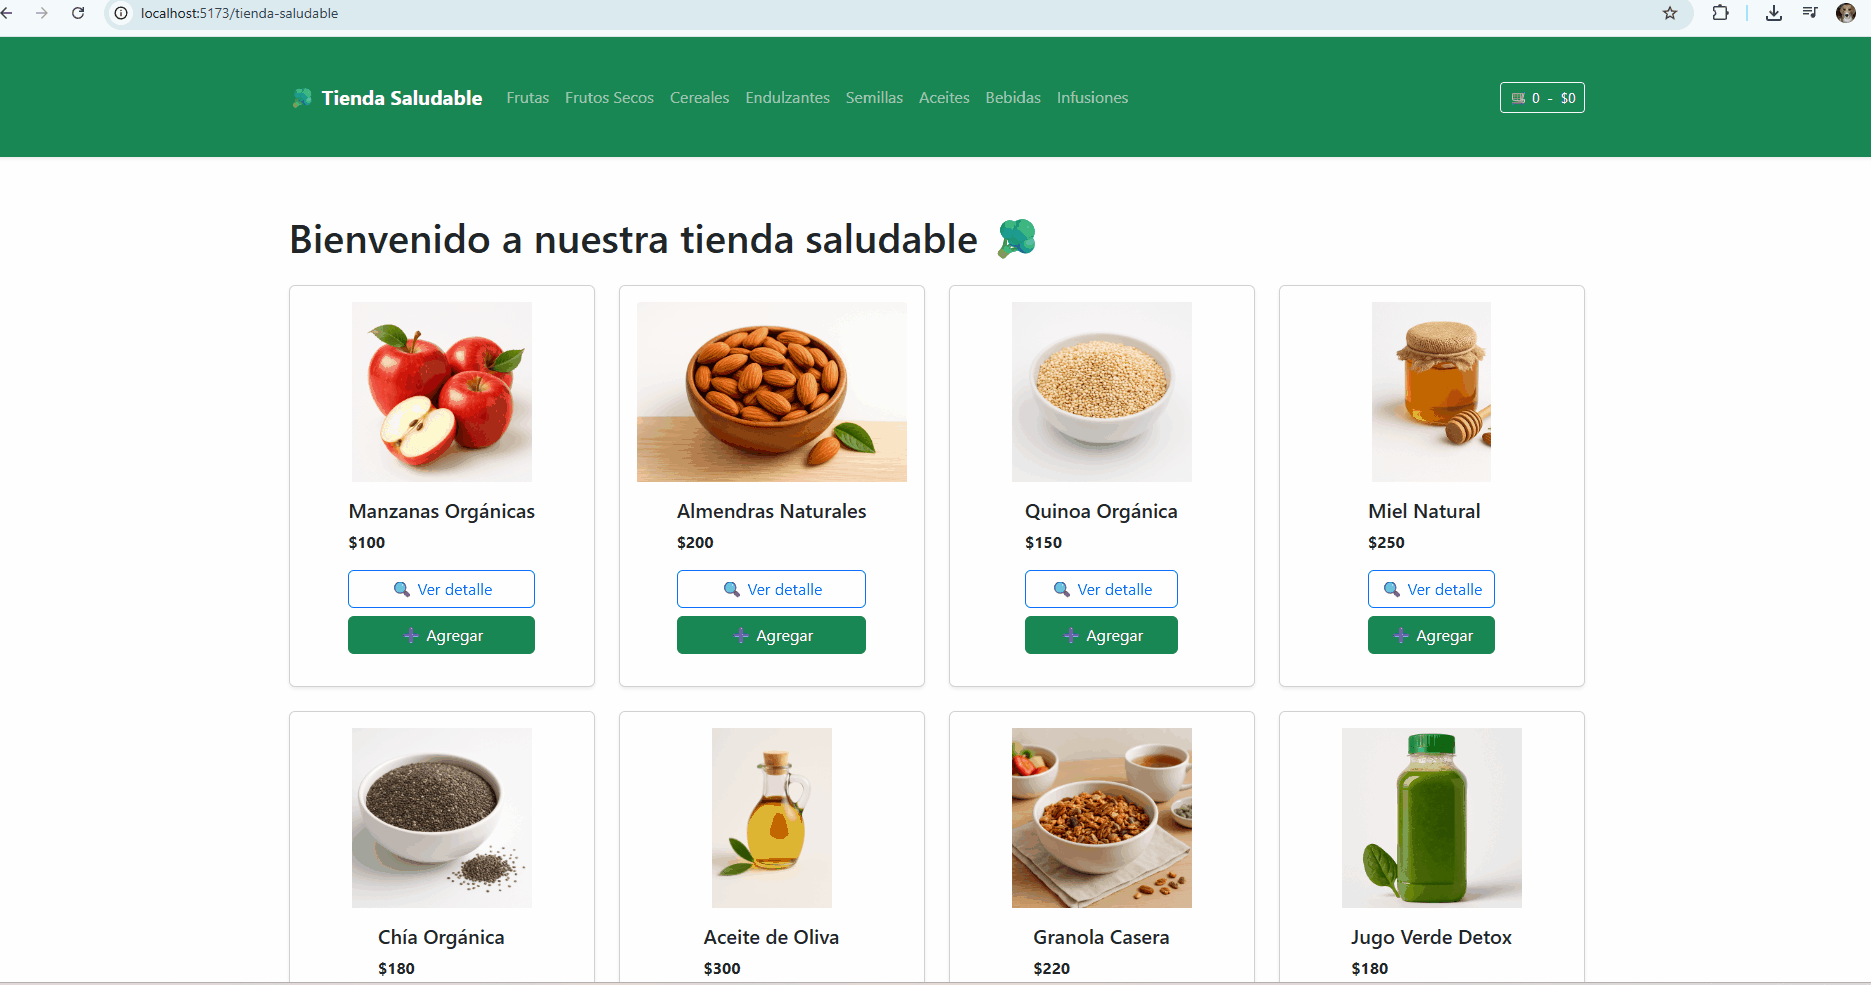 localhost:5173/tienda-saludable
Tienda Saludable Frutas Frutos Secos Cereales Endulzantes Semillas Aceites Bebidas Infusiones 0 - $0
Bienvenido a nuestra tienda saludable
Manzanas Orgánicas Almendras Naturales Quinoa Orgánica Miel Natural
$100 $200 $150 $250
Ver detalle Ver detalle Ver detalle Ver detalle
Agregar Agregar Agregar Agregar
Chía Orgánica Aceite de Oliva Granola Casera Jugo Verde Detox
$180 $300 $220 $180